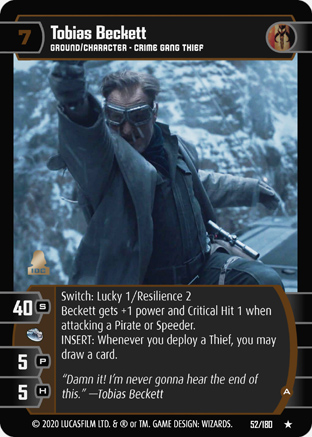 7
Tobias Beckett
GROUND/CHARACTER - CRIME GANG THIEF
40 S
5 P
5 H
Switch: Lucky 1/Resilience 2
Beckett gets +1 power and Critical Hit 1 when
attacking a Pirate or Speeder.
INSERT: Whenever you deploy a Thief, you may
draw a card.
"Damn it! I'm never gonna hear the end of
this." —Tobias Beckett
A
© 2020 LUCASFILM LTD. & ® or TM. GAME DESIGN: WIZARDS. 52/180